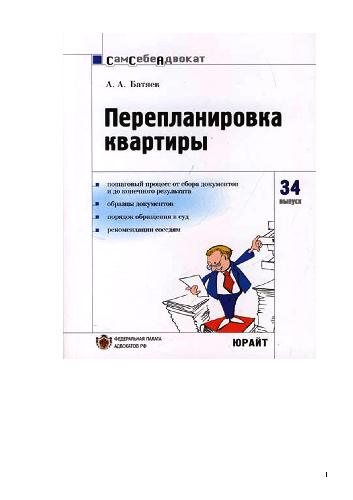 СамСебеАдвокат
А. А. Батяев
Перепланировка
квартиры
пошаговый процесс от сбора документов
и до конечного результата
образцы документов
порядок обращения в суд
рекомендации соседям
34
выпуск
ФЕДЕРАЛЬНАЯ ПАЛАТА
АДВОКАТОВ РФ
ЮРАЙТ